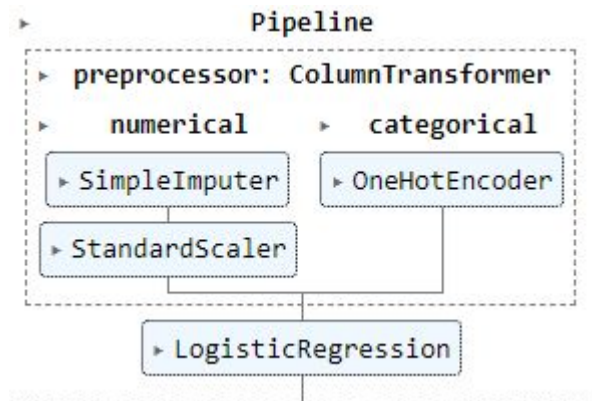 Pipeline
preprocessor: ColumnTransformer
numerical
categorical
SimpleImputer
OneHotEncoder
StandardScaler
LogisticRegression